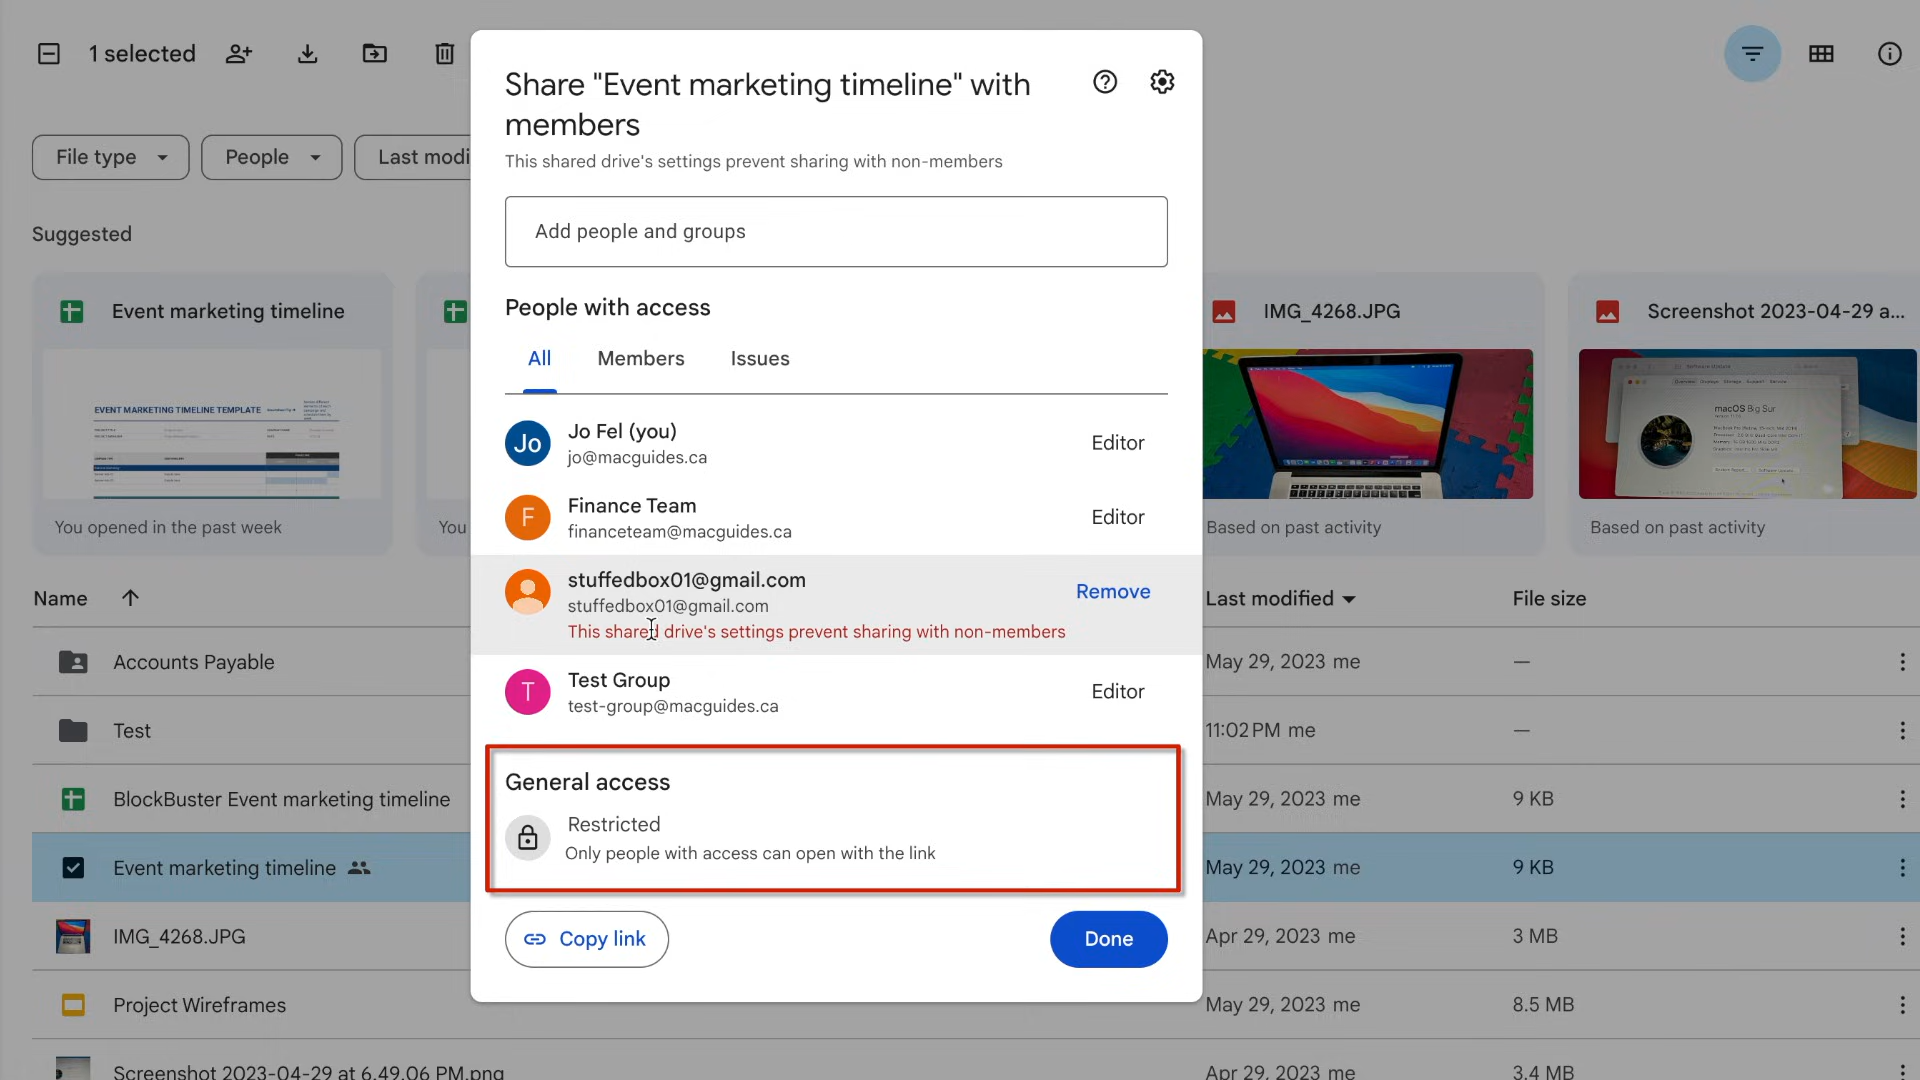 1 selected
Share "Event marketing timeline" with
members
This shared drive's settings prevent sharing with non-members
File type
People
Last modi
Add people and groups
Suggested
People with access
All
Members
Issues
Event marketing timeline
EVENT MARKETING TIMELINE TEMPLATE
You opened in the past week
You
IMG_4268.JPG
Based on past activity
Screenshot 2023-04-29 a...
macOS Big Sur
Based on past activity
Jo
Jo Fel (you)
jo@macguides.ca
Editor
F
Finance Team
financeteam@macguides.ca
Editor
stuffedbox01@gmail.com
stuffedbox01@gmail.com
This shared drive's settings prevent sharing with non-members
Remove
T
Test Group
test-group@macguides.ca
Editor
General access
Restricted
Only people with access can open with the link
Copy link
Done
Name
Last modified
File size
Accounts Payable
May 29, 2023 me
—
Test
11:02 PM me
—
BlockBuster Event marketing timeline
May 29, 2023 me
9 KB
Event marketing timeline
May 29, 2023 me
9 KB
IMG_4268.JPG
Apr 29, 2023 me
3 MB
Project Wireframes
May 29, 2023 me
8.5 MB
Screenshot 2023-04-29 at 6.49.06 PM.png
Apr 29, 2023 me
3.4 MB